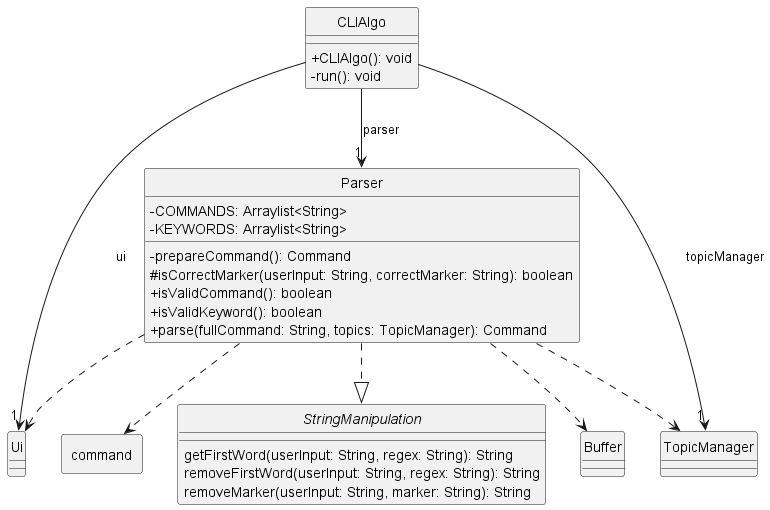 CLIAlgo
+CLIAlgo(): void
-run(): void
parser
1
Parser
-COMMANDS: Arraylist<String>
-KEYWORDS: Arraylist<String>
-prepareCommand(): Command
#isCorrectMarker(userInput: String, correctMarker: String): boolean
+isValidCommand(): boolean
+isValidKeyword(): boolean
+parse(fullCommand: String, topics: TopicManager): Command
ui
topicManager
1
1
Ui
command
StringManipulation
getFirstWord(userInput: String, regex: String): String
removeFirstWord(userInput: String, regex: String): String
removeMarker(userInput: String, marker: String): String
Buffer
TopicManager